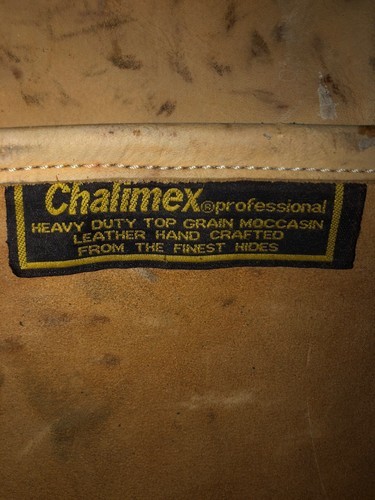 Chalimex®professional
HEAVY DUTY TOP GRAIN MOCCASIN
LEATHER HAND CRAFTED
FROM THE FINEST HIDES